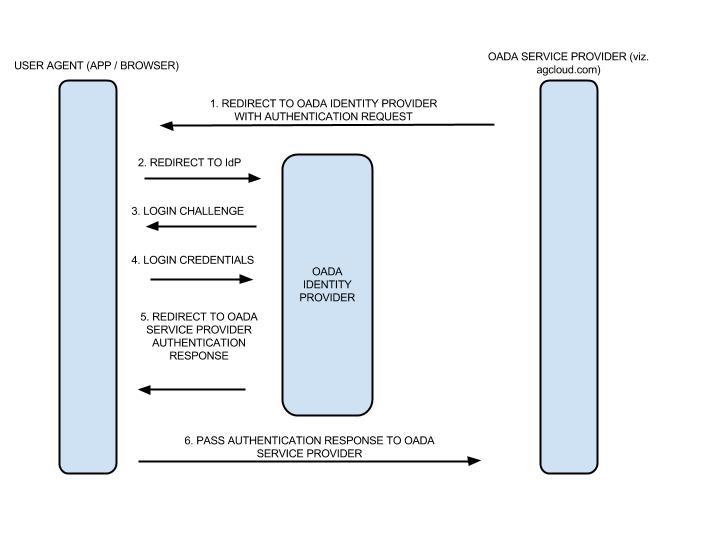 USER AGENT (APP / BROWSER)
OADA SERVICE PROVIDER (viz.
agcloud.com)
1. REDIRECT TO OADA IDENTITY PROVIDER
WITH AUTHENTICATION REQUEST
2. REDIRECT TO IdP
3. LOGIN CHALLENGE
4. LOGIN CREDENTIALS
OADA
IDENTITY
PROVIDER
5. REDIRECT TO OADA
SERVICE PROVIDER
AUTHENTICATION
RESPONSE
6. PASS AUTHENTICATION RESPONSE TO OADA
SERVICE PROVIDER